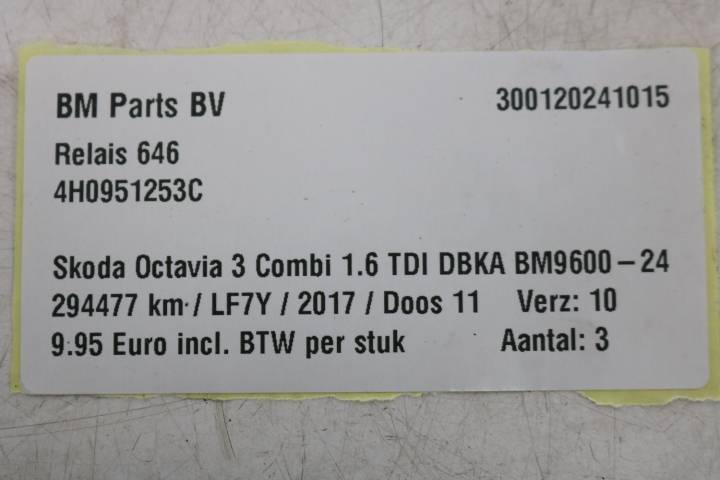 BM Parts BV 300120241015
Relais 646
4H0951253C
Skoda Octavia 3 Combi 1.6 TDI DBKA BM9600-24
294477 km / LF7Y / 2017 / Doos 11 Verz: 10
9.95 Euro incl. BTW per stuk Aantal: 3